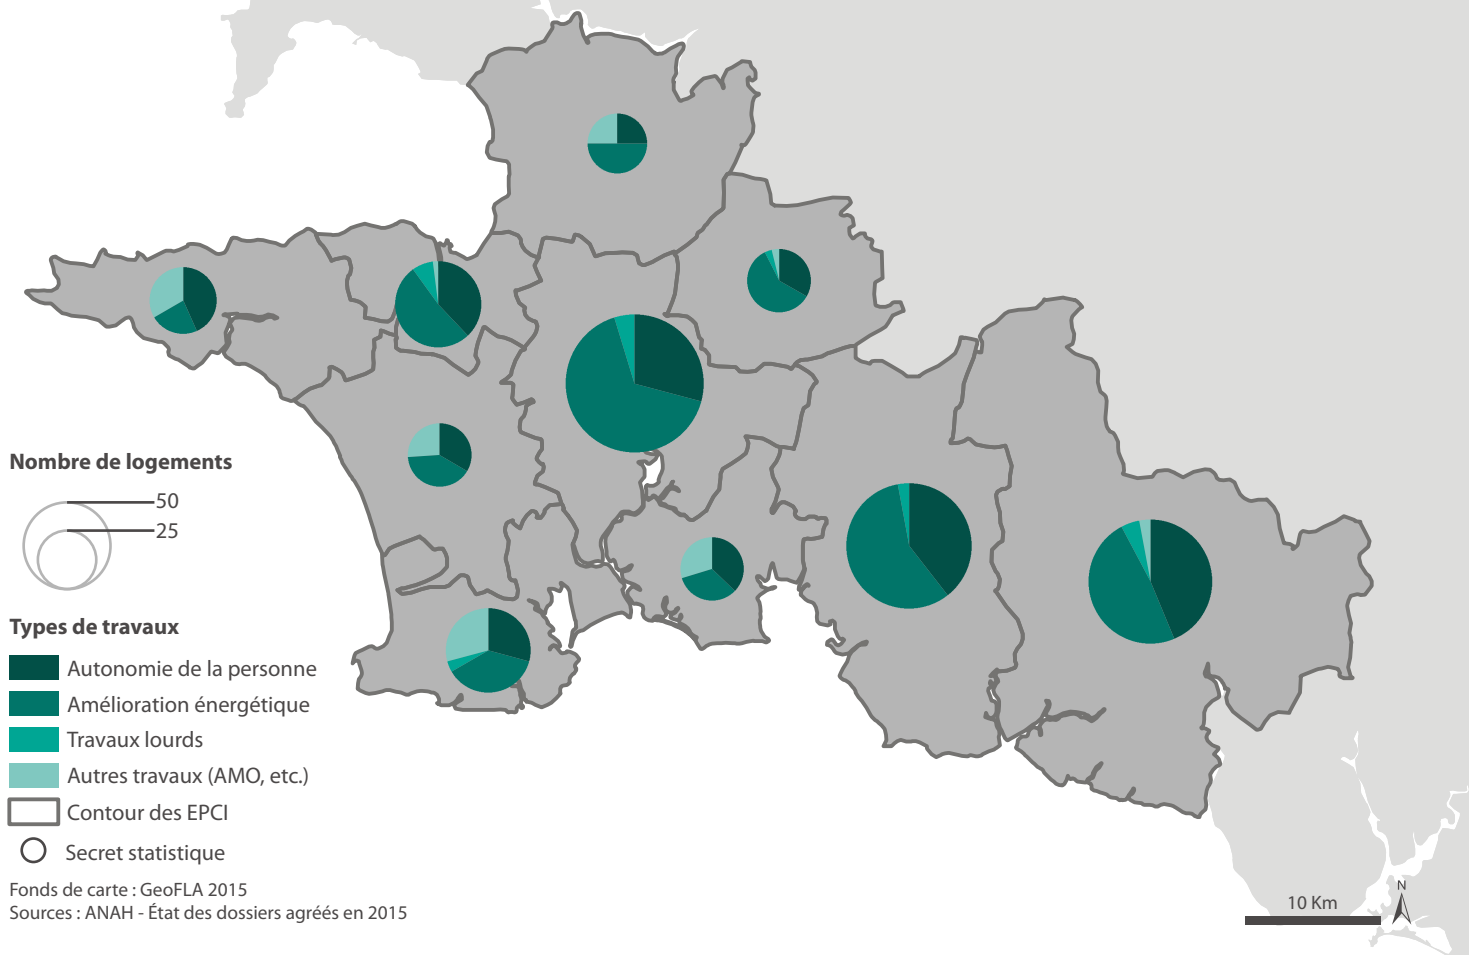 Nombre de logements
50
25
Types de travaux
Autonomie de la personne
Amélioration énergétique
Travaux lourds
Autres travaux (AMO, etc.)
Contour des EPCI
Secret statistique
Fonds de carte : GeoFLA 2015
Sources : ANAH - État des dossiers agréés en 2015
10 Km
N